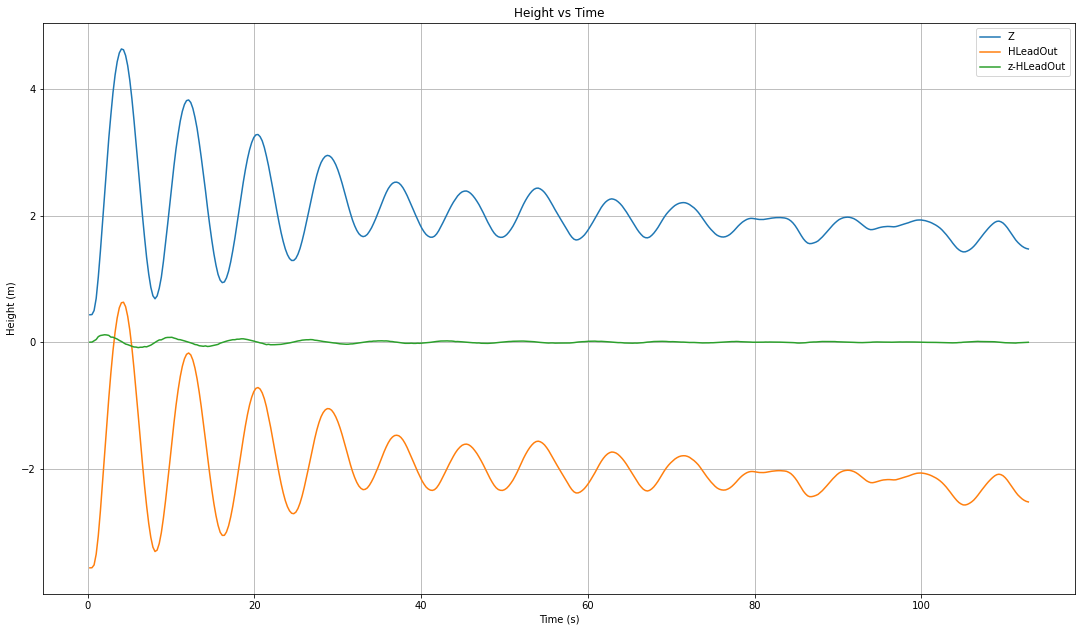 Height vs Time
Z
HLeadOut
z-HLeadOut
4
2
0
−2
Height (m)
0
20
40
60
80
100
Time (s)